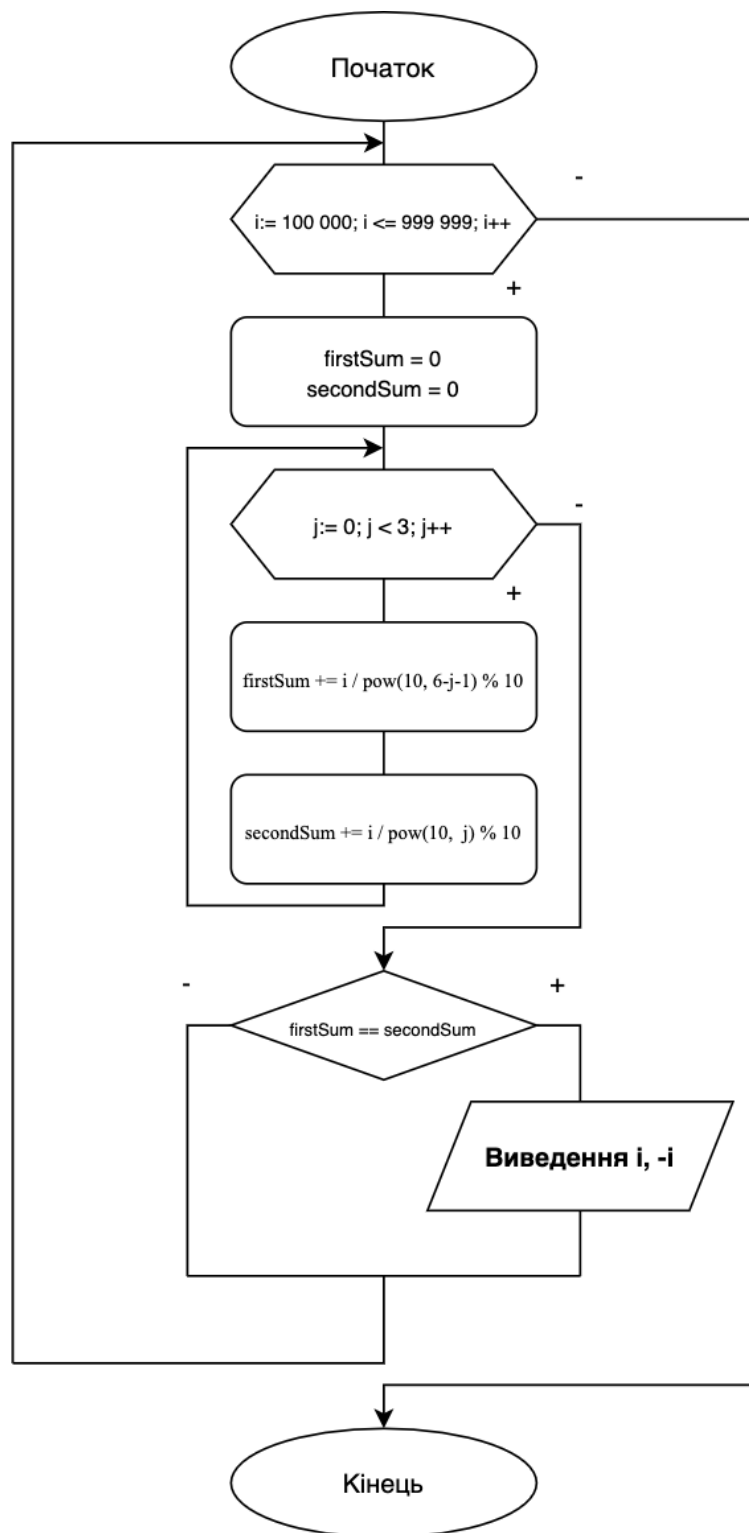 Початок
-
i:= 100 000; i <= 999 999; i++
+
firstSum = 0
secondSum = 0
-
j:= 0; j < 3; j++
+
firstSum += i / pow(10, 6-j-1) % 10
secondSum += i / pow(10, j) % 10
-
+
firstSum == secondSum
Виведення i, -i
Кінець